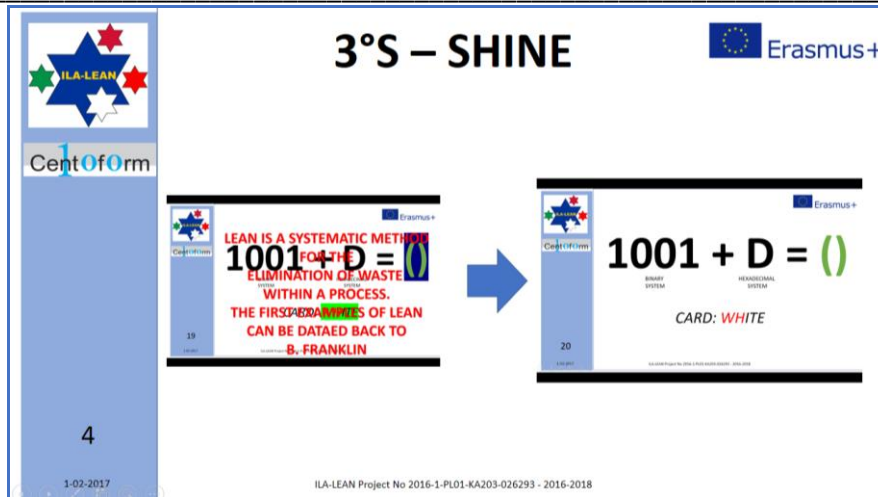 3°S – SHINE
Erasmus+
ILA-LEAN
Centoform
Erasmus+
LEAN IS A SYSTEMATIC METHOD
FOR THE
1001 + D = ()
ELIMINATION OF WASTE
SYSTEM
WITHIN A PROCESS.
THE FIRST EXAMPLES OF LEAN
CAN BE DATAED BACK TO
B. FRANKLIN
19
Erasmus+
1001 + D = ()
BINARY
SYSTEM
HEXADECIMAL
SYSTEM
CARD: WHITE
20
4
1-02-2017
ILA-LEAN Project No 2016-1-PL01-KA203-026293 - 2016-2018